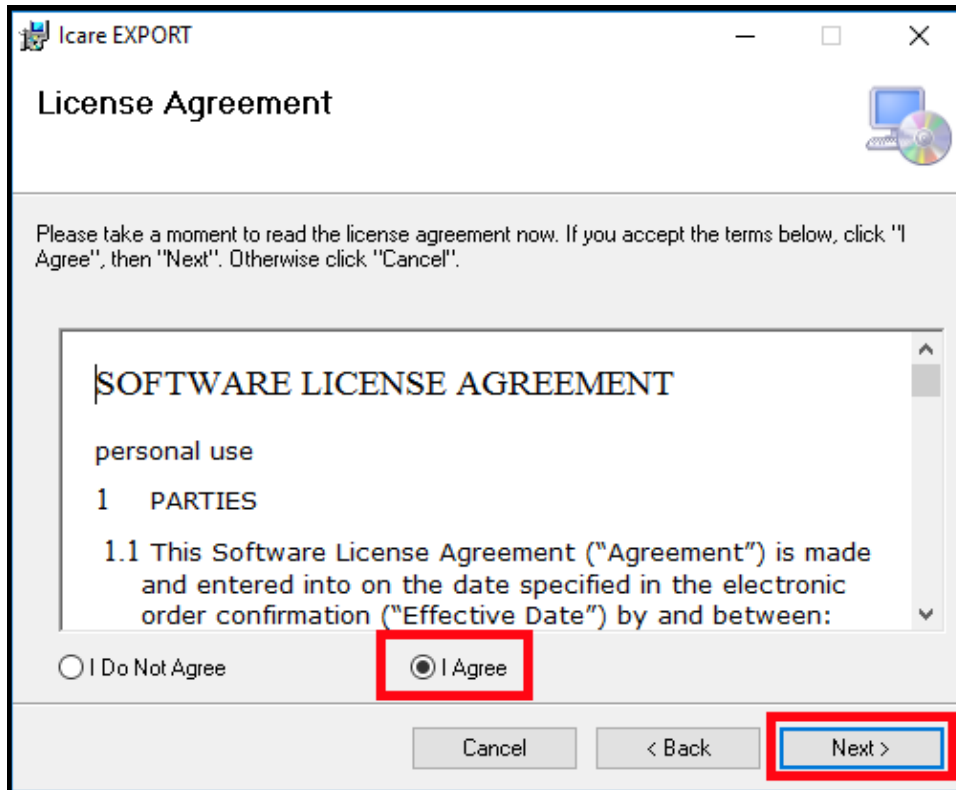 Icare EXPORT
License Agreement
Please take a moment to read the license agreement now. If you accept the terms below, click "I
Agree", then "Next". Otherwise click "Cancel".
SOFTWARE LICENSE AGREEMENT
personal use
1 PARTIES
1.1 This Software License Agreement (“Agreement”) is made
and entered into on the date specified in the electronic
order confirmation (“Effective Date”) by and between:
I Do Not Agree I Agree
Cancel < Back Next >